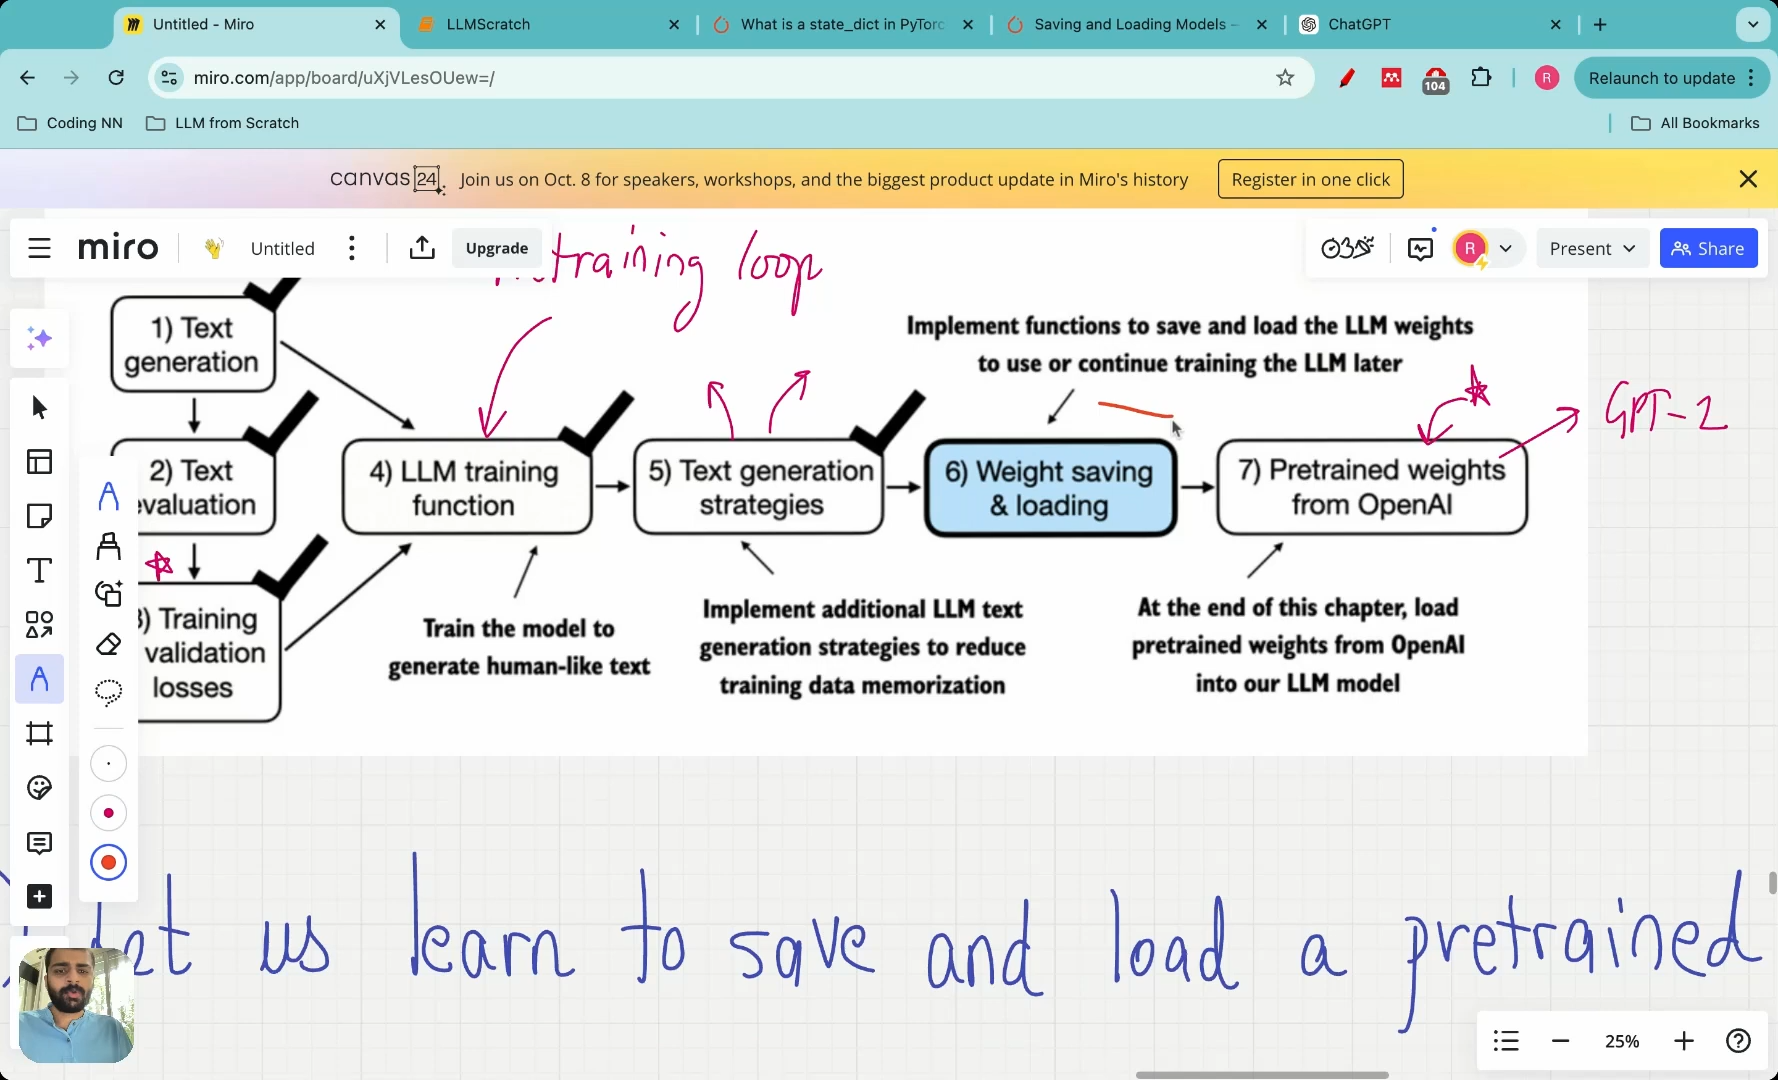 Untitled - Miro
LLMScratch
What is a state_dict in PyTorc
Saving and Loading Models -
ChatGPT
miro.com/app/board/uXjVLesOUew=/
104
R
Relaunch to update
Coding NN
LLM from Scratch
All Bookmarks
canvas 24
Join us on Oct. 8 for speakers, workshops, and the biggest product update in Miro's history
Register in one click
miro
Untitled
Upgrade
R
Present
Share
training loop
1) Text
generation
Implement functions to save and load the LLM weights
to use or continue training the LLM later
GPT-2
2) Text
evaluation
4) LLM training
function
5) Text generation
strategies
6) Weight saving
& loading
7) Pretrained weights
from OpenAI
) Training
validation
losses
Train the model to
generate human-like text
Implement additional LLM text
generation strategies to reduce
training data memorization
At the end of this chapter, load
pretrained weights from OpenAI
into our LLM model
Let us learn to save and load a pretrained
25%